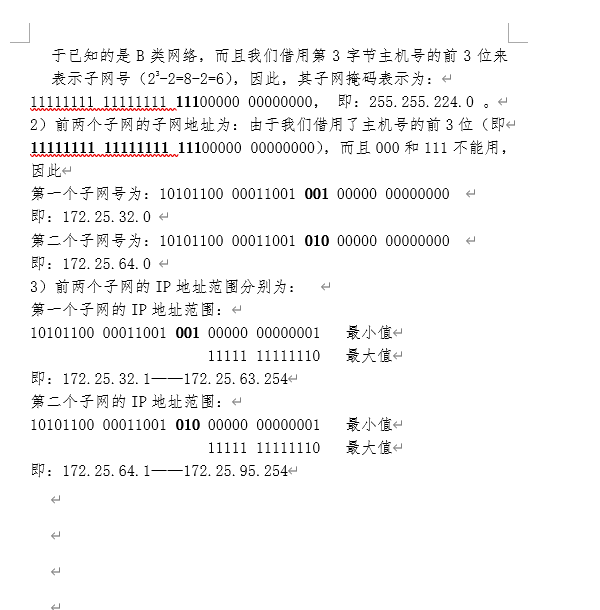 于已知的是 B 类网络，而且我们借用第 3 字节主机号的前 3 位来
表示子网号（2³-2=8-2=6），因此，其子网掩码表示为：
11111111 11111111 11100000 00000000， 即：255.255.224.0 。
2）前两个子网的子网地址为：由于我们借用了主机号的前 3 位（即
11111111 11111111 11100000 00000000），而且 000 和 111 不能用，
因此
第一个子网号为：10101100 00011001 001 00000 00000000
即：172.25.32.0
第二个子网号为：10101100 00011001 010 00000 00000000
即：172.25.64.0
3）前两个子网的 IP 地址范围分别为：
第一个子网的 IP 地址范围：
10101100 00011001 001 00000 00000001 最小值
11111 11111110 最大值
即：172.25.32.1——172.25.63.254
第二个子网的 IP 地址范围：
10101100 00011001 010 00000 00000001 最小值
11111 11111110 最大值
即：172.25.64.1——172.25.95.254